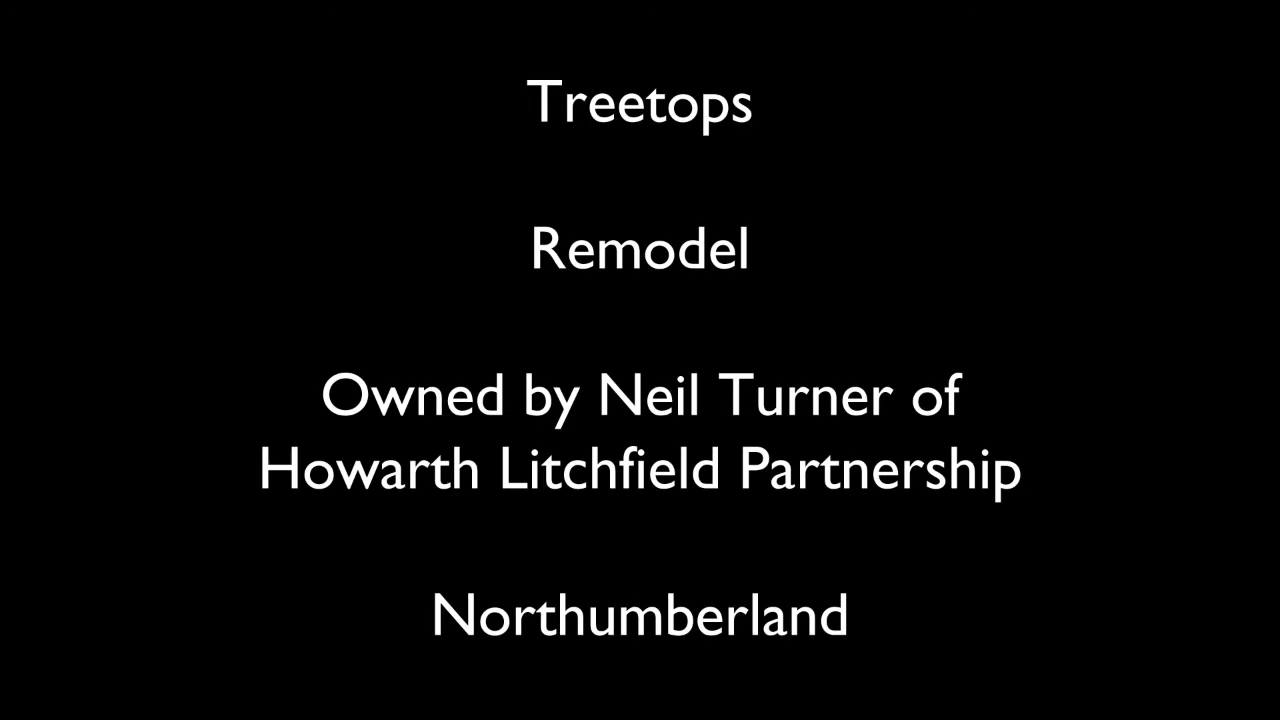 Treetops
Remodel
Owned by Neil Turner of
Howarth Litchfield Partnership
Northumberland